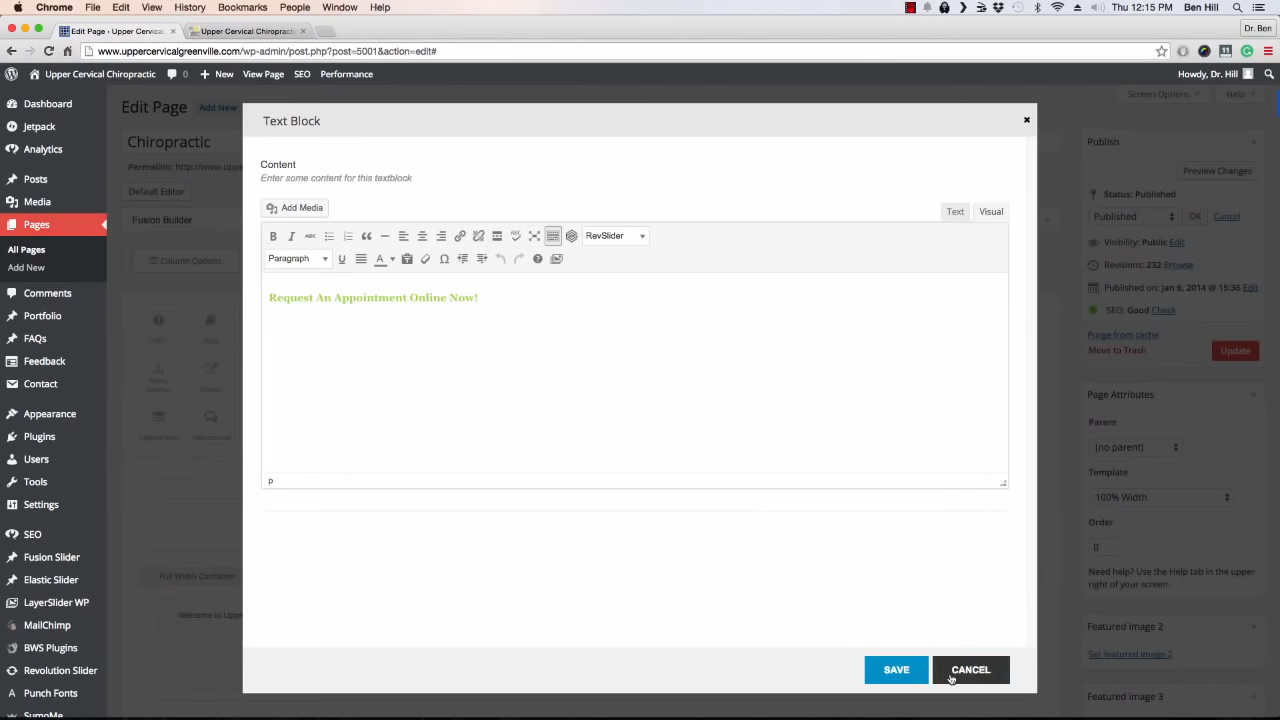 Chrome File Edit View History Bookmarks People Window Help Thu 12:15 PM Ben Hill
Edit Page ‹ Upper Cervical Upper Cervical Chiropractic Dr. Ben
www.uppercervicalgreenville.com/wp-admin/post.php?post=5001&action=edit#
Upper Cervical Chiropractic 0 New View Page SEO Performance Howdy, Dr. Hill
Dashboard
Jetpack
Analytics
Posts
Media
Pages
All Pages
Add New
Comments
Portfolio
FAQs
Feedback
Contact
Appearance
Plugins
Users
Tools
Settings
SEO
Fusion Slider
Elastic Slider
LayerSlider WP
MailChimp
BWS Plugins
Revolution Slider
Punch Fonts
SumoMe
Edit Page Add New
Screen Options Help
Chiropractic
Permalink: http://www.uppe
Default Editor
Fusion Builder
Column Options
Full Width Container
Welcome to Uppe
Text Block
Content
Enter some content for this textblock
Add Media
Text Visual
B I ABC ABC RevSlider
Paragraph U A Ω
Request An Appointment Online Now!
p
SAVE CANCEL
Publish
Preview Changes
Status: Published
Published OK Cancel
Visibility: Public Edit
Revisions: 232 Browse
Published on: Jan 6, 2014 @ 15:36 Edit
SEO: Good Check
Purge from cache
Move to Trash Update
Page Attributes
Parent
(no parent)
Template
100% Width
Order
0
Need help? Use the Help tab in the upper
right of your screen.
Featured image 2
Set featured image 2
Featured image 3